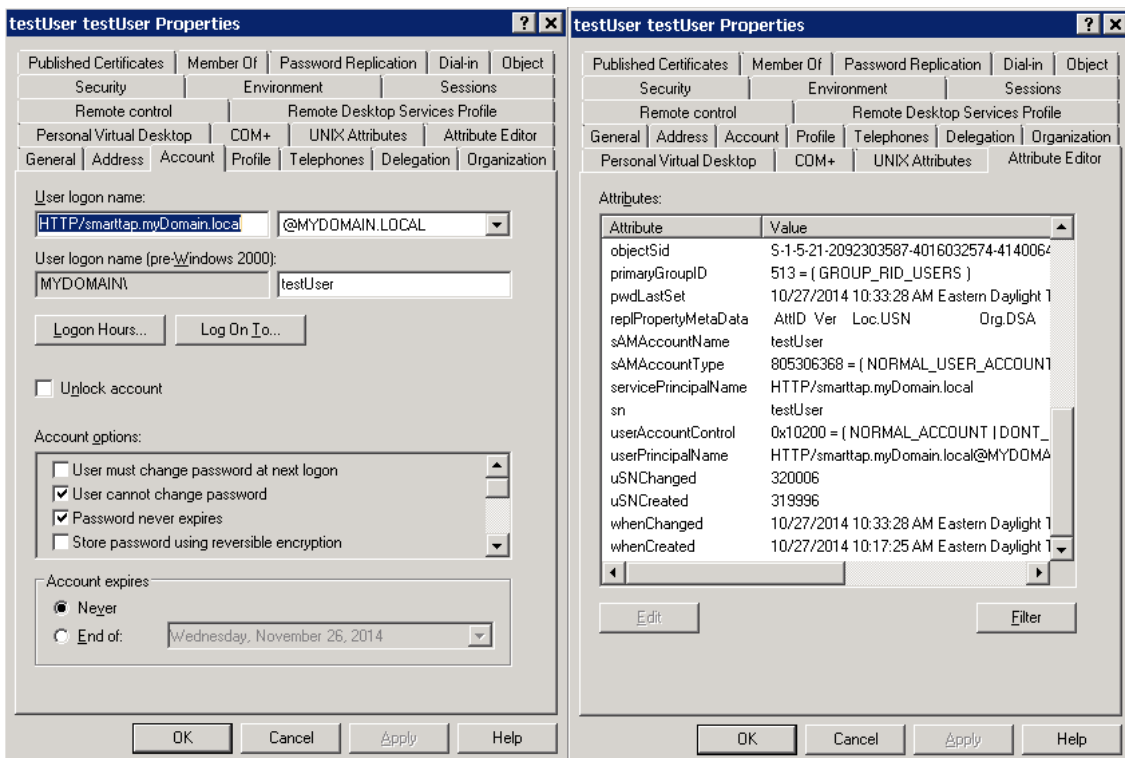 testUser testUser Properties
Published Certificates Member Of Password Replication Dial-in Object
Security Environment Sessions
Remote control Remote Desktop Services Profile
Personal Virtual Desktop COM+ UNIX Attributes Attribute Editor
General Address Account Profile Telephones Delegation Organization
User logon name:
HTTP/smarttap.myDomain.local @MYDOMAIN.LOCAL
User logon name (pre-Windows 2000):
MYDOMAIN\ testUser
Logon Hours... Log On To...
Unlock account
Account options:
User must change password at next logon
User cannot change password
Password never expires
Store password using reversible encryption
Account expires
Never
End of: Wednesday, November 26, 2014
OK Cancel Apply Help
testUser testUser Properties
Published Certificates Member Of Password Replication Dial-in Object
Security Environment Sessions
Remote control Remote Desktop Services Profile
General Address Account Profile Telephones Delegation Organization
Personal Virtual Desktop COM+ UNIX Attributes Attribute Editor
Attributes:
Attribute Value
objectSid S-1-5-21-2092303587-4016032574-4140064
primaryGroupID 513 = ( GROUP_RID_USERS )
pwdLastSet 10/27/2014 10:33:28 AM Eastern Daylight T
replPropertyMetaData AttID Ver Loc.USN Org.DSA
sAMAccountName testUser
sAMAccountType 805306368 = ( NORMAL_USER_ACCOUNT
servicePrincipalName HTTP/smarttap.myDomain.local
sn testUser
userAccountControl 0x10200 = ( NORMAL_ACCOUNT | DONT_
userPrincipalName HTTP/smarttap.myDomain.local@MYDOMA
uSNChanged 320006
uSNCreated 319996
whenChanged 10/27/2014 10:33:28 AM Eastern Daylight T
whenCreated 10/27/2014 10:17:25 AM Eastern Daylight T
Edit Filter
OK Cancel Apply Help